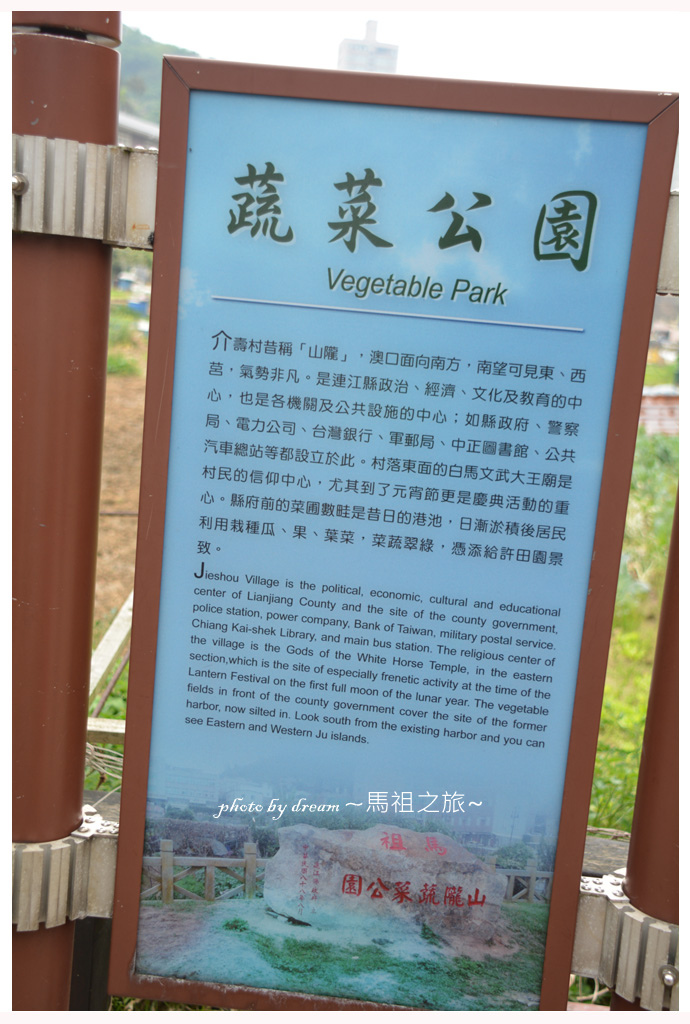 蔬菜公園
Vegetable Park
介壽村昔稱「山隴」，澳口面向南方，南望可見東、西
莒，氣勢非凡。是連江縣政治、經濟、文化及教育的中
心，也是各機關及公共設施的中心；如縣政府、警察
局、電力公司、台灣銀行、軍郵局、中正圖書館、公共
汽車總站等都設立於此。村落東面的白馬文武大王廟是
村民的信仰中心，尤其到了元宵節更是慶典活動的重
心。縣府前的菜圃數畦是昔日的港池，日漸淤積後居民
利用栽種瓜、果、葉菜，菜蔬翠綠，憑添給許田園景
致。
Jieshou Village is the political, economic, cultural and educational
center of Lianjiang County and the site of the county government,
police station, power company, Bank of Taiwan, military postal service.
Chiang Kai-shek Library, and main bus station. The religious center of
the village is the Gods of the White Horse Temple, in the eastern
section,which is the site of especially frenetic activity at the time of the
Lantern Festival on the first full moon of the lunar year. The vegetable
fields in front of the county government cover the site of the former
harbor, now silted in. Look south from the existing harbor and you can
see Eastern and Western Ju islands.
photo by dream ~馬祖之旅~
馬祖
山隴蔬菜公園